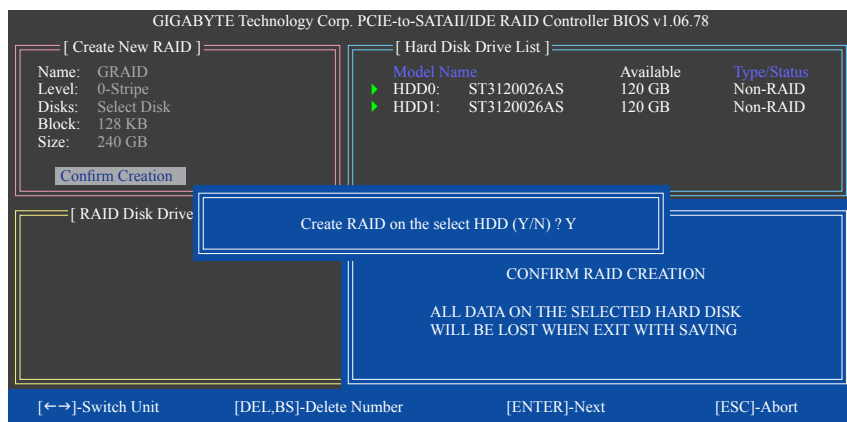 GIGABYTE Technology Corp. PCIE-to-SATAII/IDE RAID Controller BIOS v1.06.78
[ Create New RAID ]
Name: GRAID
Level: 0-Stripe
Disks: Select Disk
Block: 128 KB
Size: 240 GB
Confirm Creation
[ Hard Disk Drive List ]
Model Name Available Type/Status
HDD0: ST3120026AS 120 GB Non-RAID
HDD1: ST3120026AS 120 GB Non-RAID
[ RAID Disk Drive
Create RAID on the select HDD (Y/N) ? Y
CONFIRM RAID CREATION
ALL DATA ON THE SELECTED HARD DISK
WILL BE LOST WHEN EXIT WITH SAVING
[←→]-Switch Unit [DEL,BS]-Delete Number [ENTER]-Next [ESC]-Abort